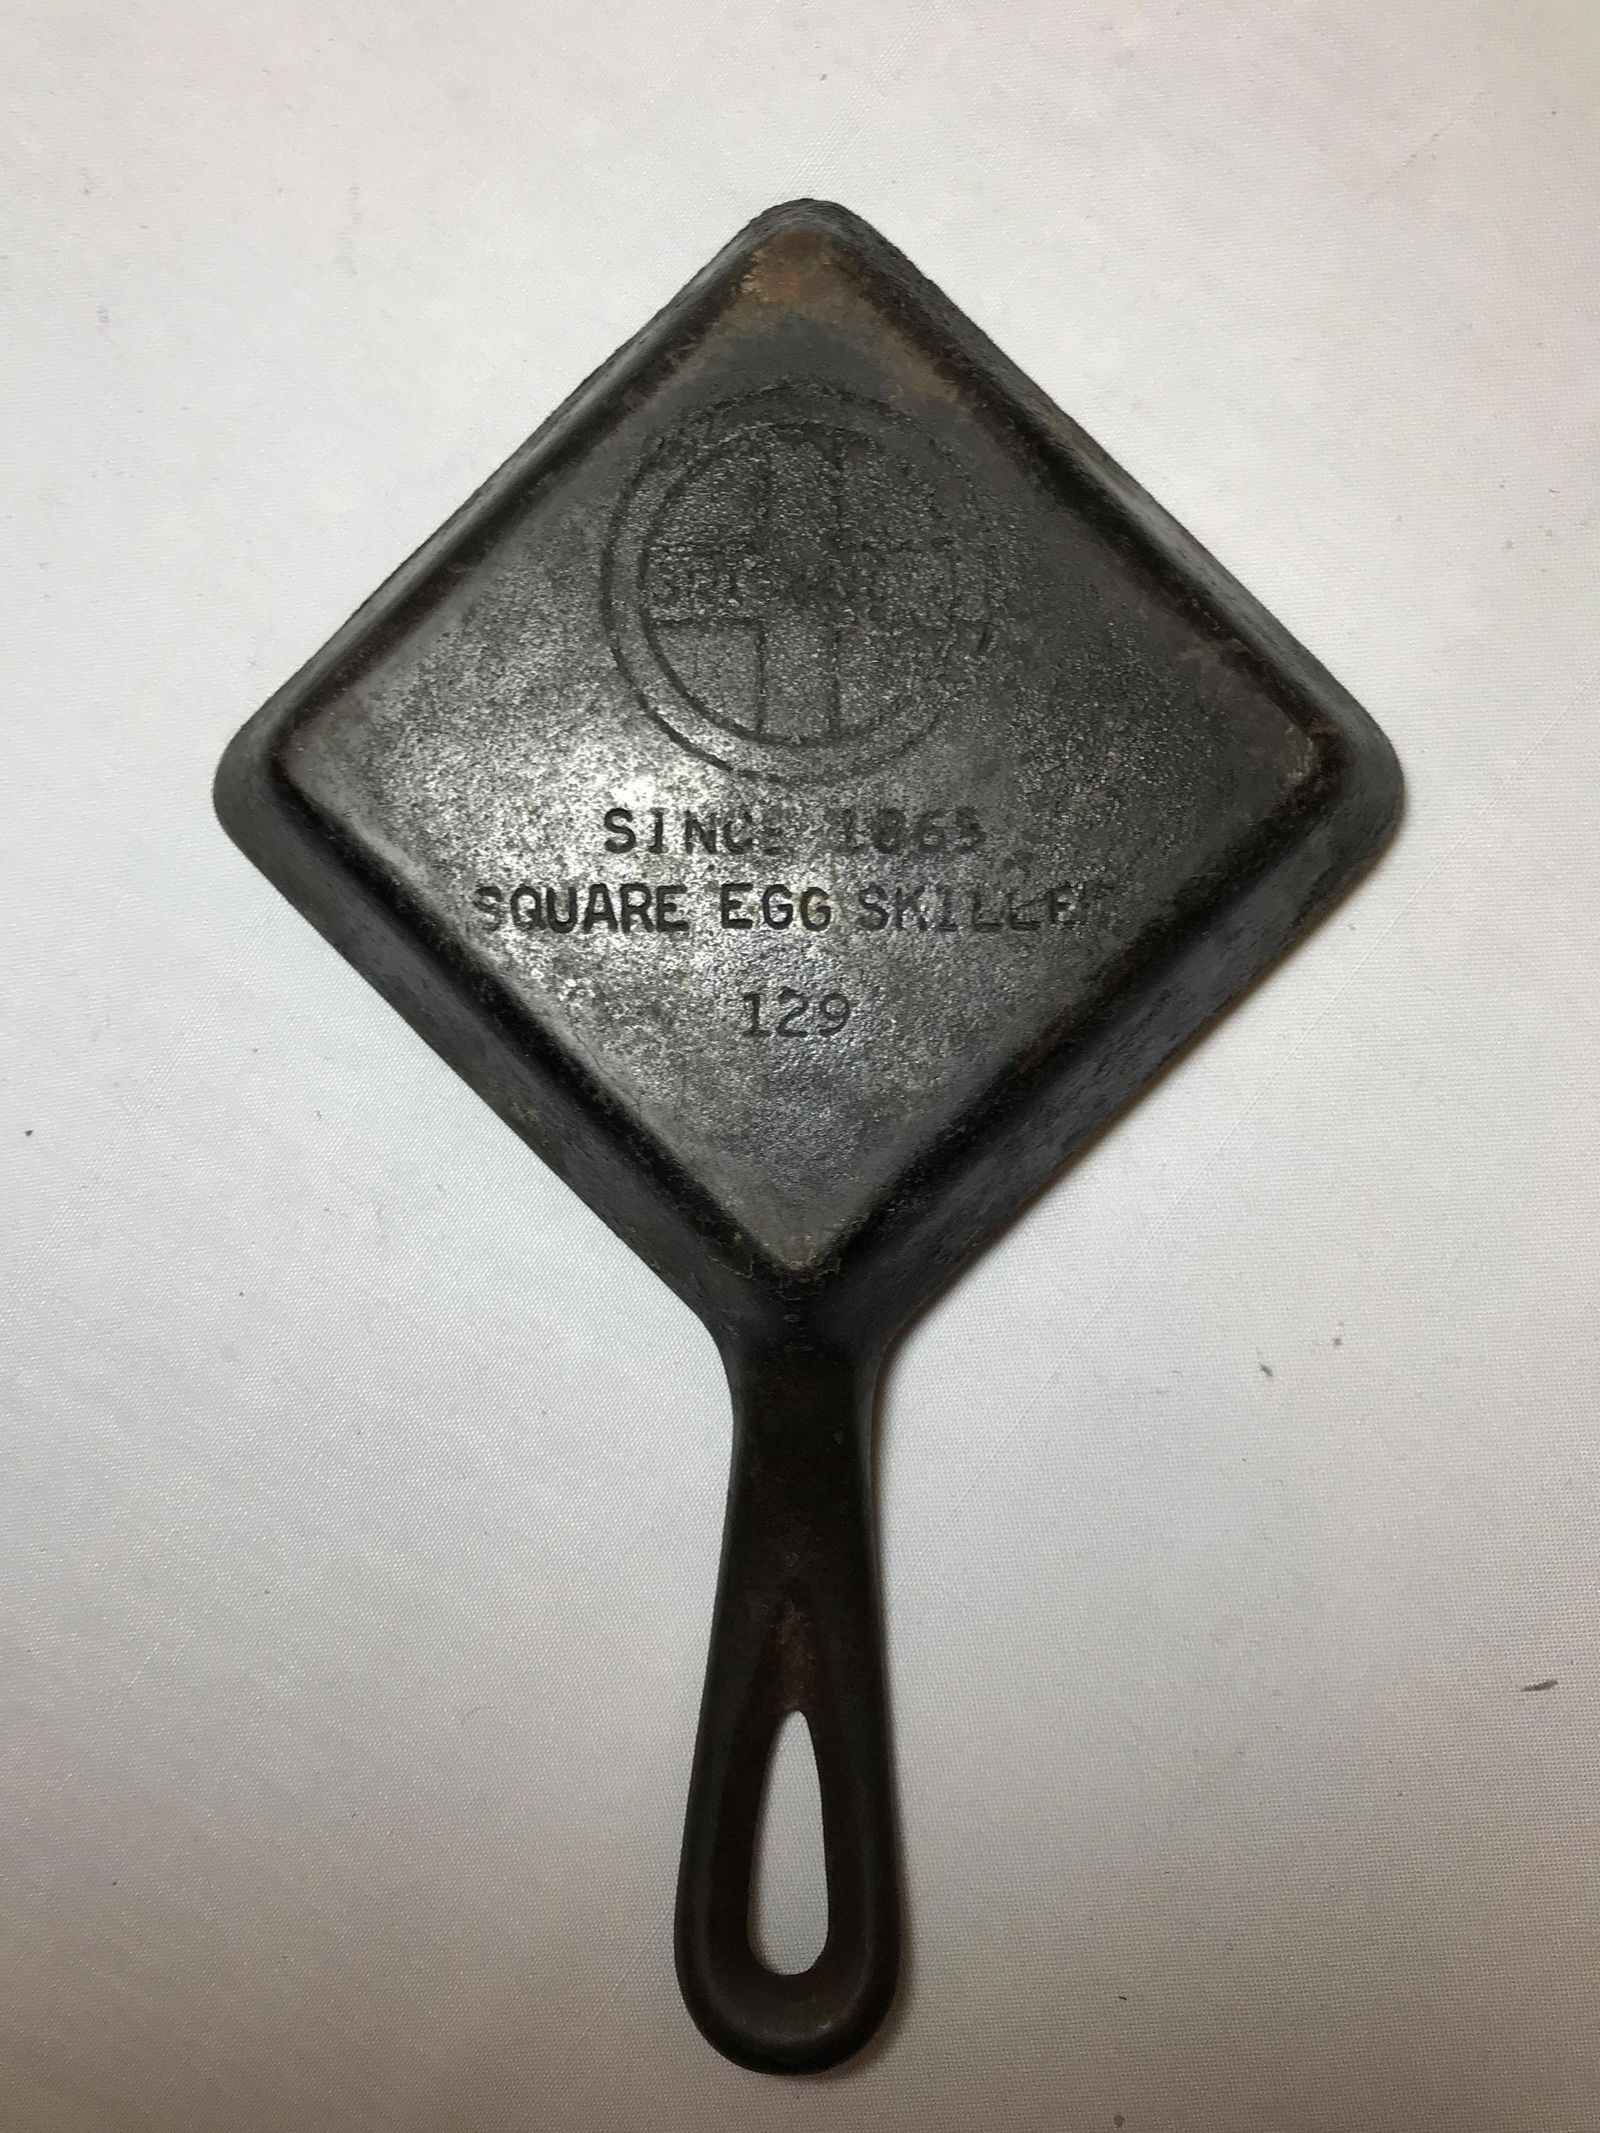 SINCE 1865
SQUARE EGG SKILLET
129